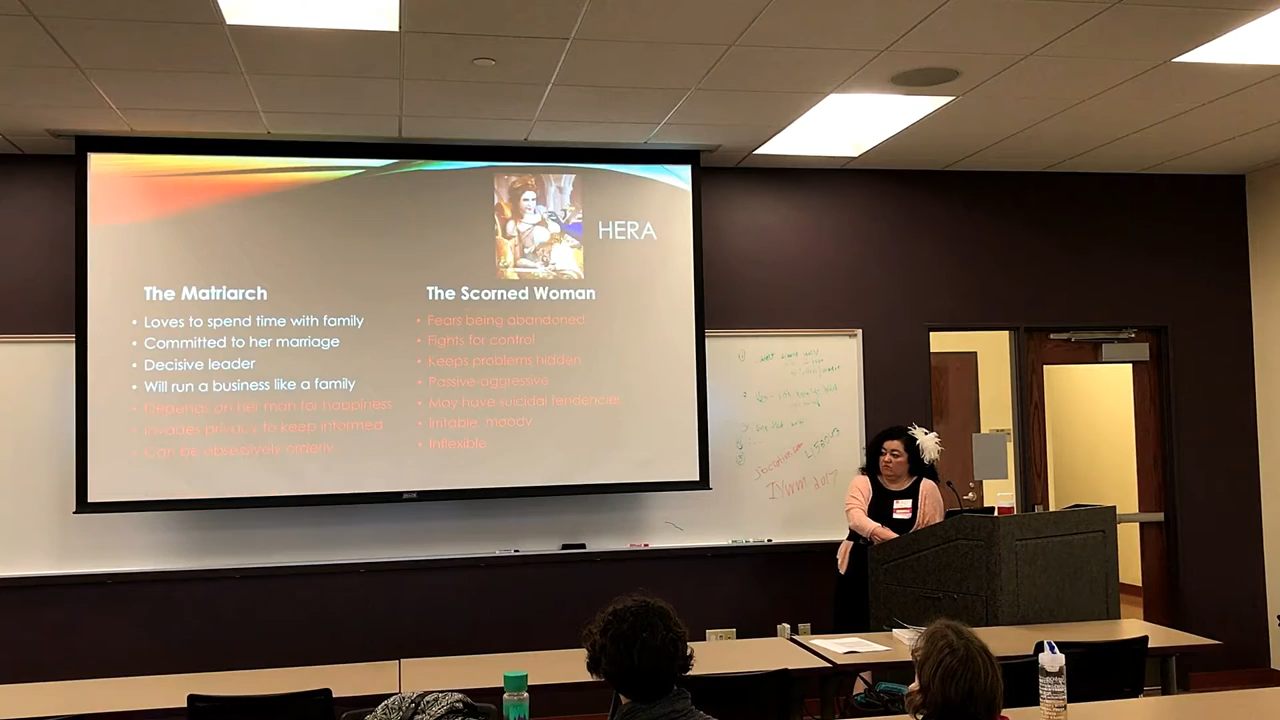 HERA
The Matriarch
• Loves to spend time with family
• Committed to her marriage
• Decisive leader
• Will run a business like a family
• Depends on her man for happiness
• Invades privacy to keep informed
• Can be obsessively orderly
The Scorned Woman
• Fears being abandoned
• Fights for control
• Keeps problems hidden
• Passive-aggressive
• May have suicidal tendencies
• Irritable, moody
• Inflexible
IYWM 2017